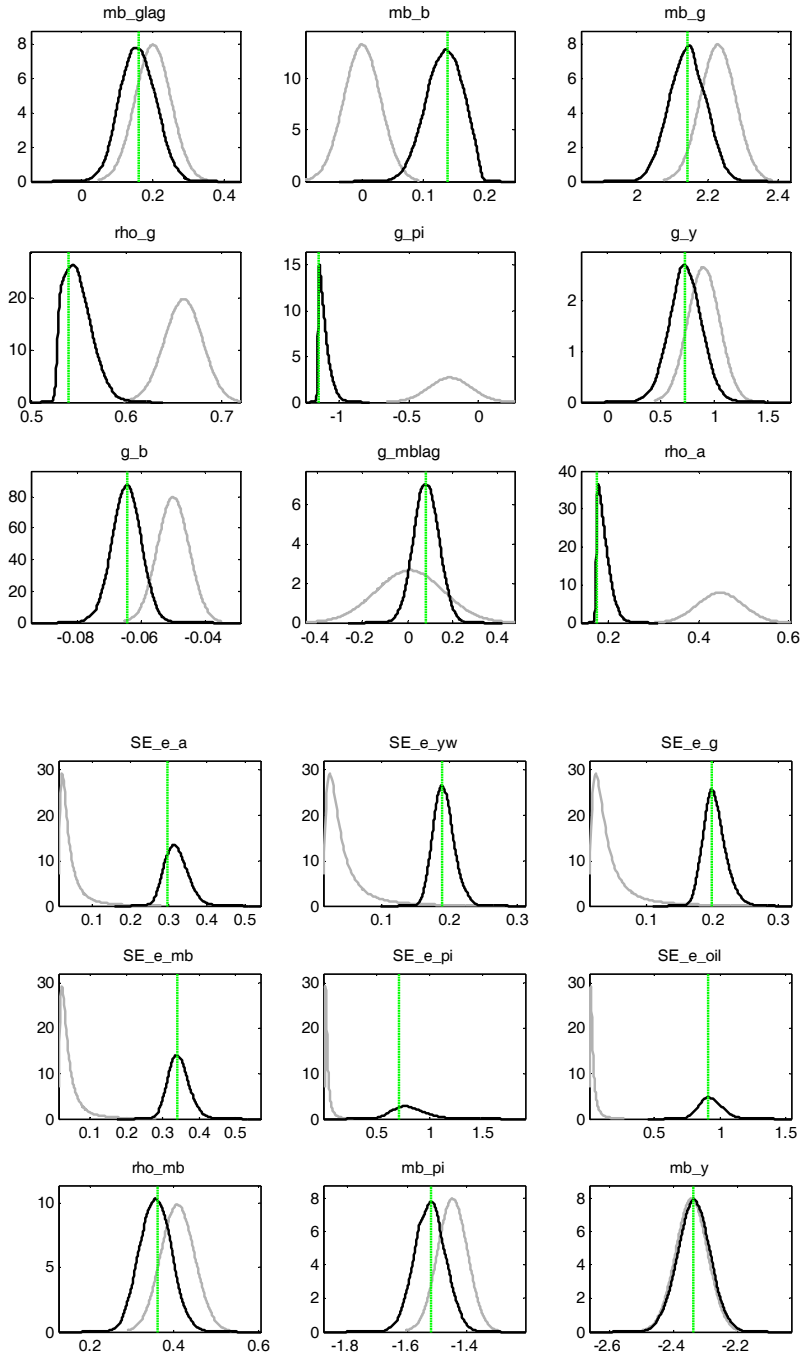 mb_glag mb_b mb_g
8 6 4 2 0 10 5 0 8 6 4 2 0
0 0.2 0.4 0 0.1 0.2 2 2.2 2.4
rho_g g_pi g_y
20 10 0 15 10 5 0 2 1 0
0.5 0.6 0.7 -1 -0.5 0 0 0.5 1 1.5
g_b g_mblag rho_a
80 60 40 20 0 6 4 2 0 40 30 20 10 0
-0.08 -0.06 -0.04 -0.4 -0.2 0 0.2 0.4 0.2 0.4 0.6
SE_e_a SE_e_yw SE_e_g
30 20 10 0 30 20 10 0 30 20 10 0
0.1 0.2 0.3 0.4 0.5 0.1 0.2 0.3 0.1 0.2 0.3
SE_e_mb SE_e_pi SE_e_oil
30 20 10 0 30 20 10 0 30 20 10 0
0.1 0.2 0.3 0.4 0.5 0.5 1 1.5 0.5 1 1.5
rho_mb mb_pi mb_y
10 5 0 8 6 4 2 0 8 6 4 2 0
0.2 0.4 0.6 -1.8 -1.6 -1.4 -2.6 -2.4 -2.2